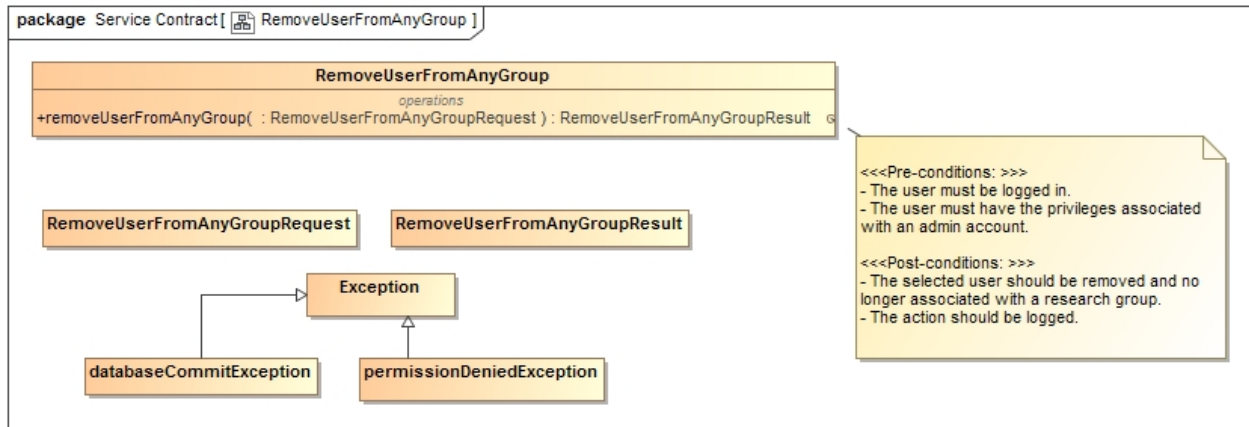 package Service Contract [ RemoveUserFromAnyGroup ]
RemoveUserFromAnyGroup
operations
+removeUserFromAnyGroup( : RemoveUserFromAnyGroupRequest ) : RemoveUserFromAnyGroupResult
<<<Pre-conditions: >>>
- The user must be logged in.
- The user must have the privileges associated
with an admin account.
<<<Post-conditions: >>>
- The selected user should be removed and no
longer associated with a research group.
- The action should be logged.
RemoveUserFromAnyGroupRequest
RemoveUserFromAnyGroupResult
Exception
databaseCommitException
permissionDeniedException